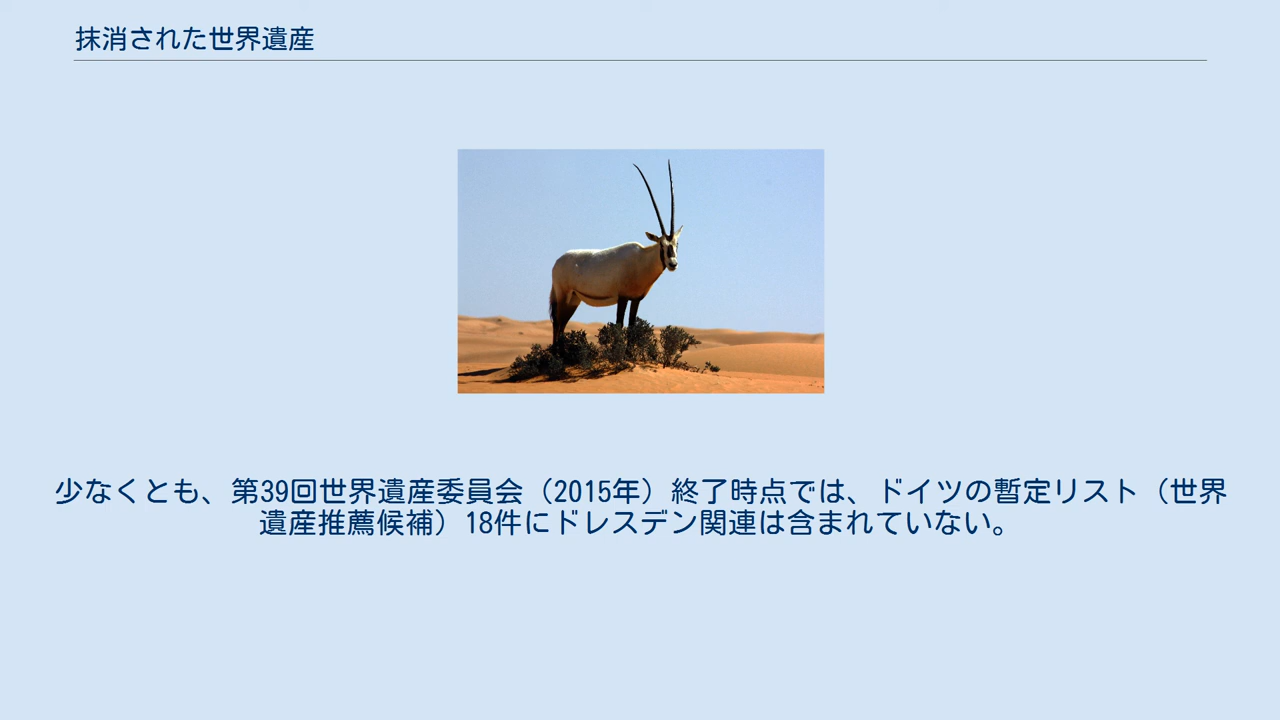 抹消された世界遺産
少なくとも、第39回世界遺産委員会（2015年）終了時点では、ドイツの暫定リスト（世界
遺産推薦候補）18件にドレスデン関連は含まれていない。